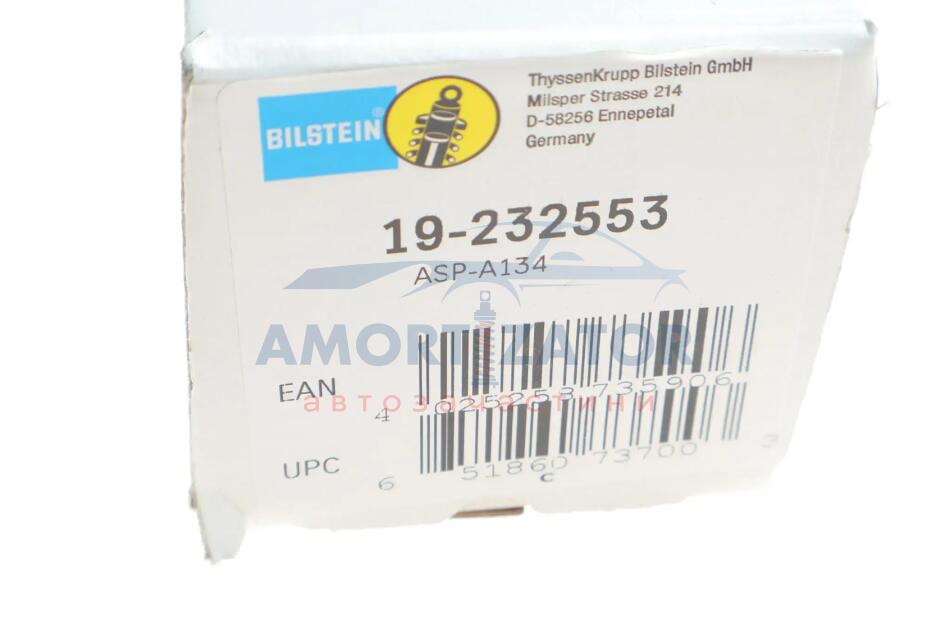 BILSTEIN®
ThyssenKrupp Bilstein GmbH
Milsper Strasse 214
D-58256 Ennepetal
Germany
19-232553
ASP-A134
AMORTIZATOR
автозапчастини
EAN
4 025258 735906
UPC
6 51860 73700 3
c